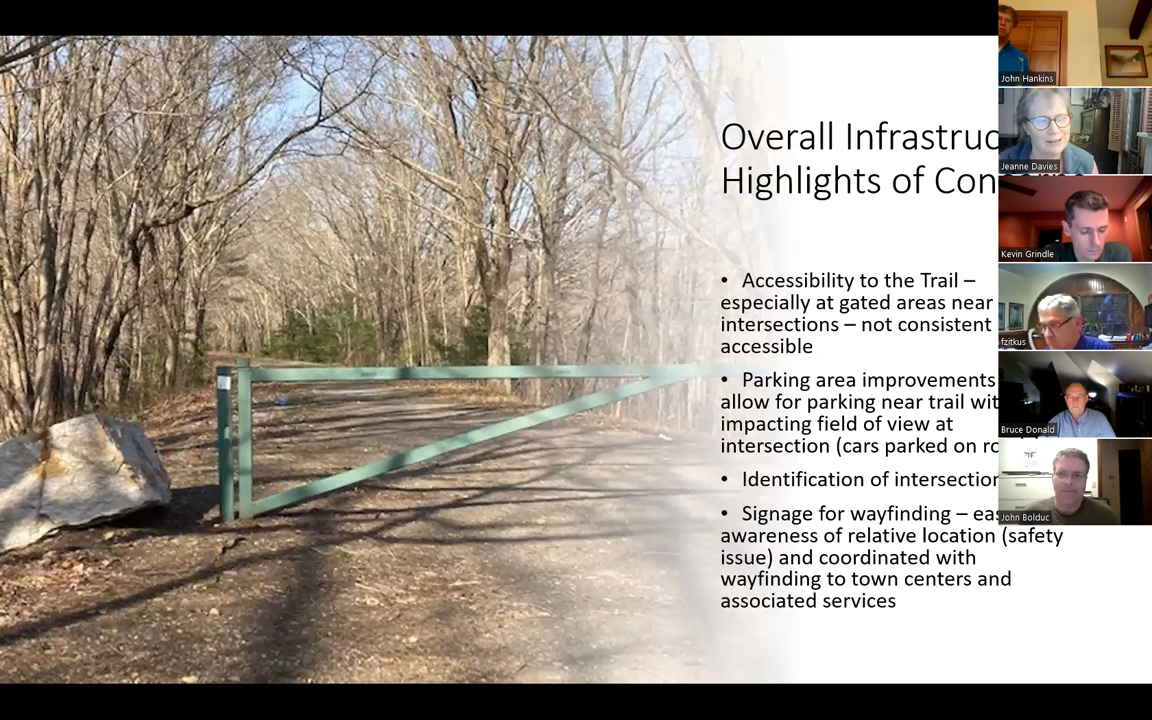 Overall Infrastruc
Highlights of Con
• Accessibility to the Trail –
especially at gated areas near
intersections – not consistent
accessible
• Parking area improvements
allow for parking near trail wit
impacting field of view at
intersection (cars parked on ro
• Identification of intersection
• Signage for wayfinding – eas
awareness of relative location (safety
issue) and coordinated with
wayfinding to town centers and
associated services
John Hankins
Jeanne Davies
Kevin Grindle
fzitkus
Bruce Donald
John Bolduc